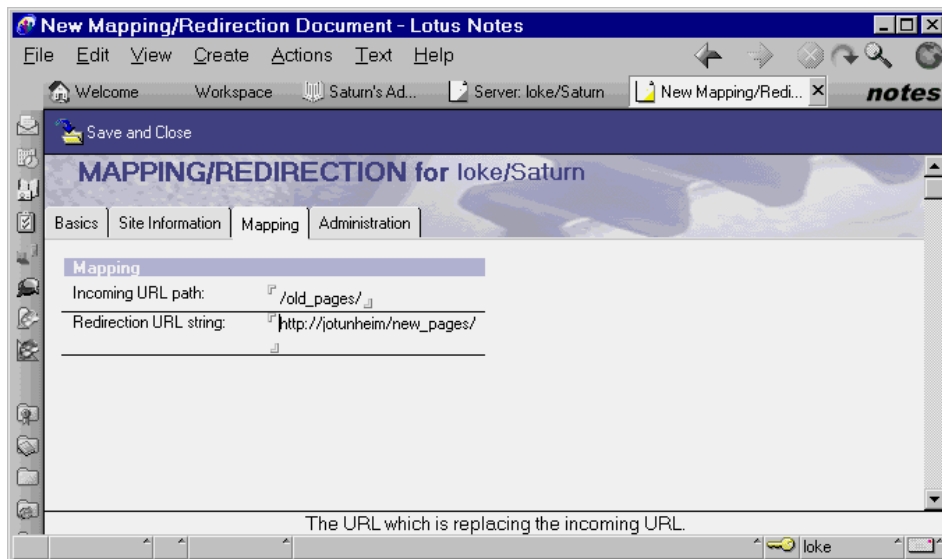 New Mapping/Redirection Document - Lotus Notes
File Edit View Create Actions Text Help
Welcome Workspace Saturn's Ad... Server: loke/Saturn New Mapping/Redi... notes
Save and Close
MAPPING/REDIRECTION for loke/Saturn
Basics Site Information Mapping Administration
Mapping
Incoming URL path: /old_pages/
Redirection URL string: http://jotunheim/new_pages/
The URL which is replacing the incoming URL.
loke